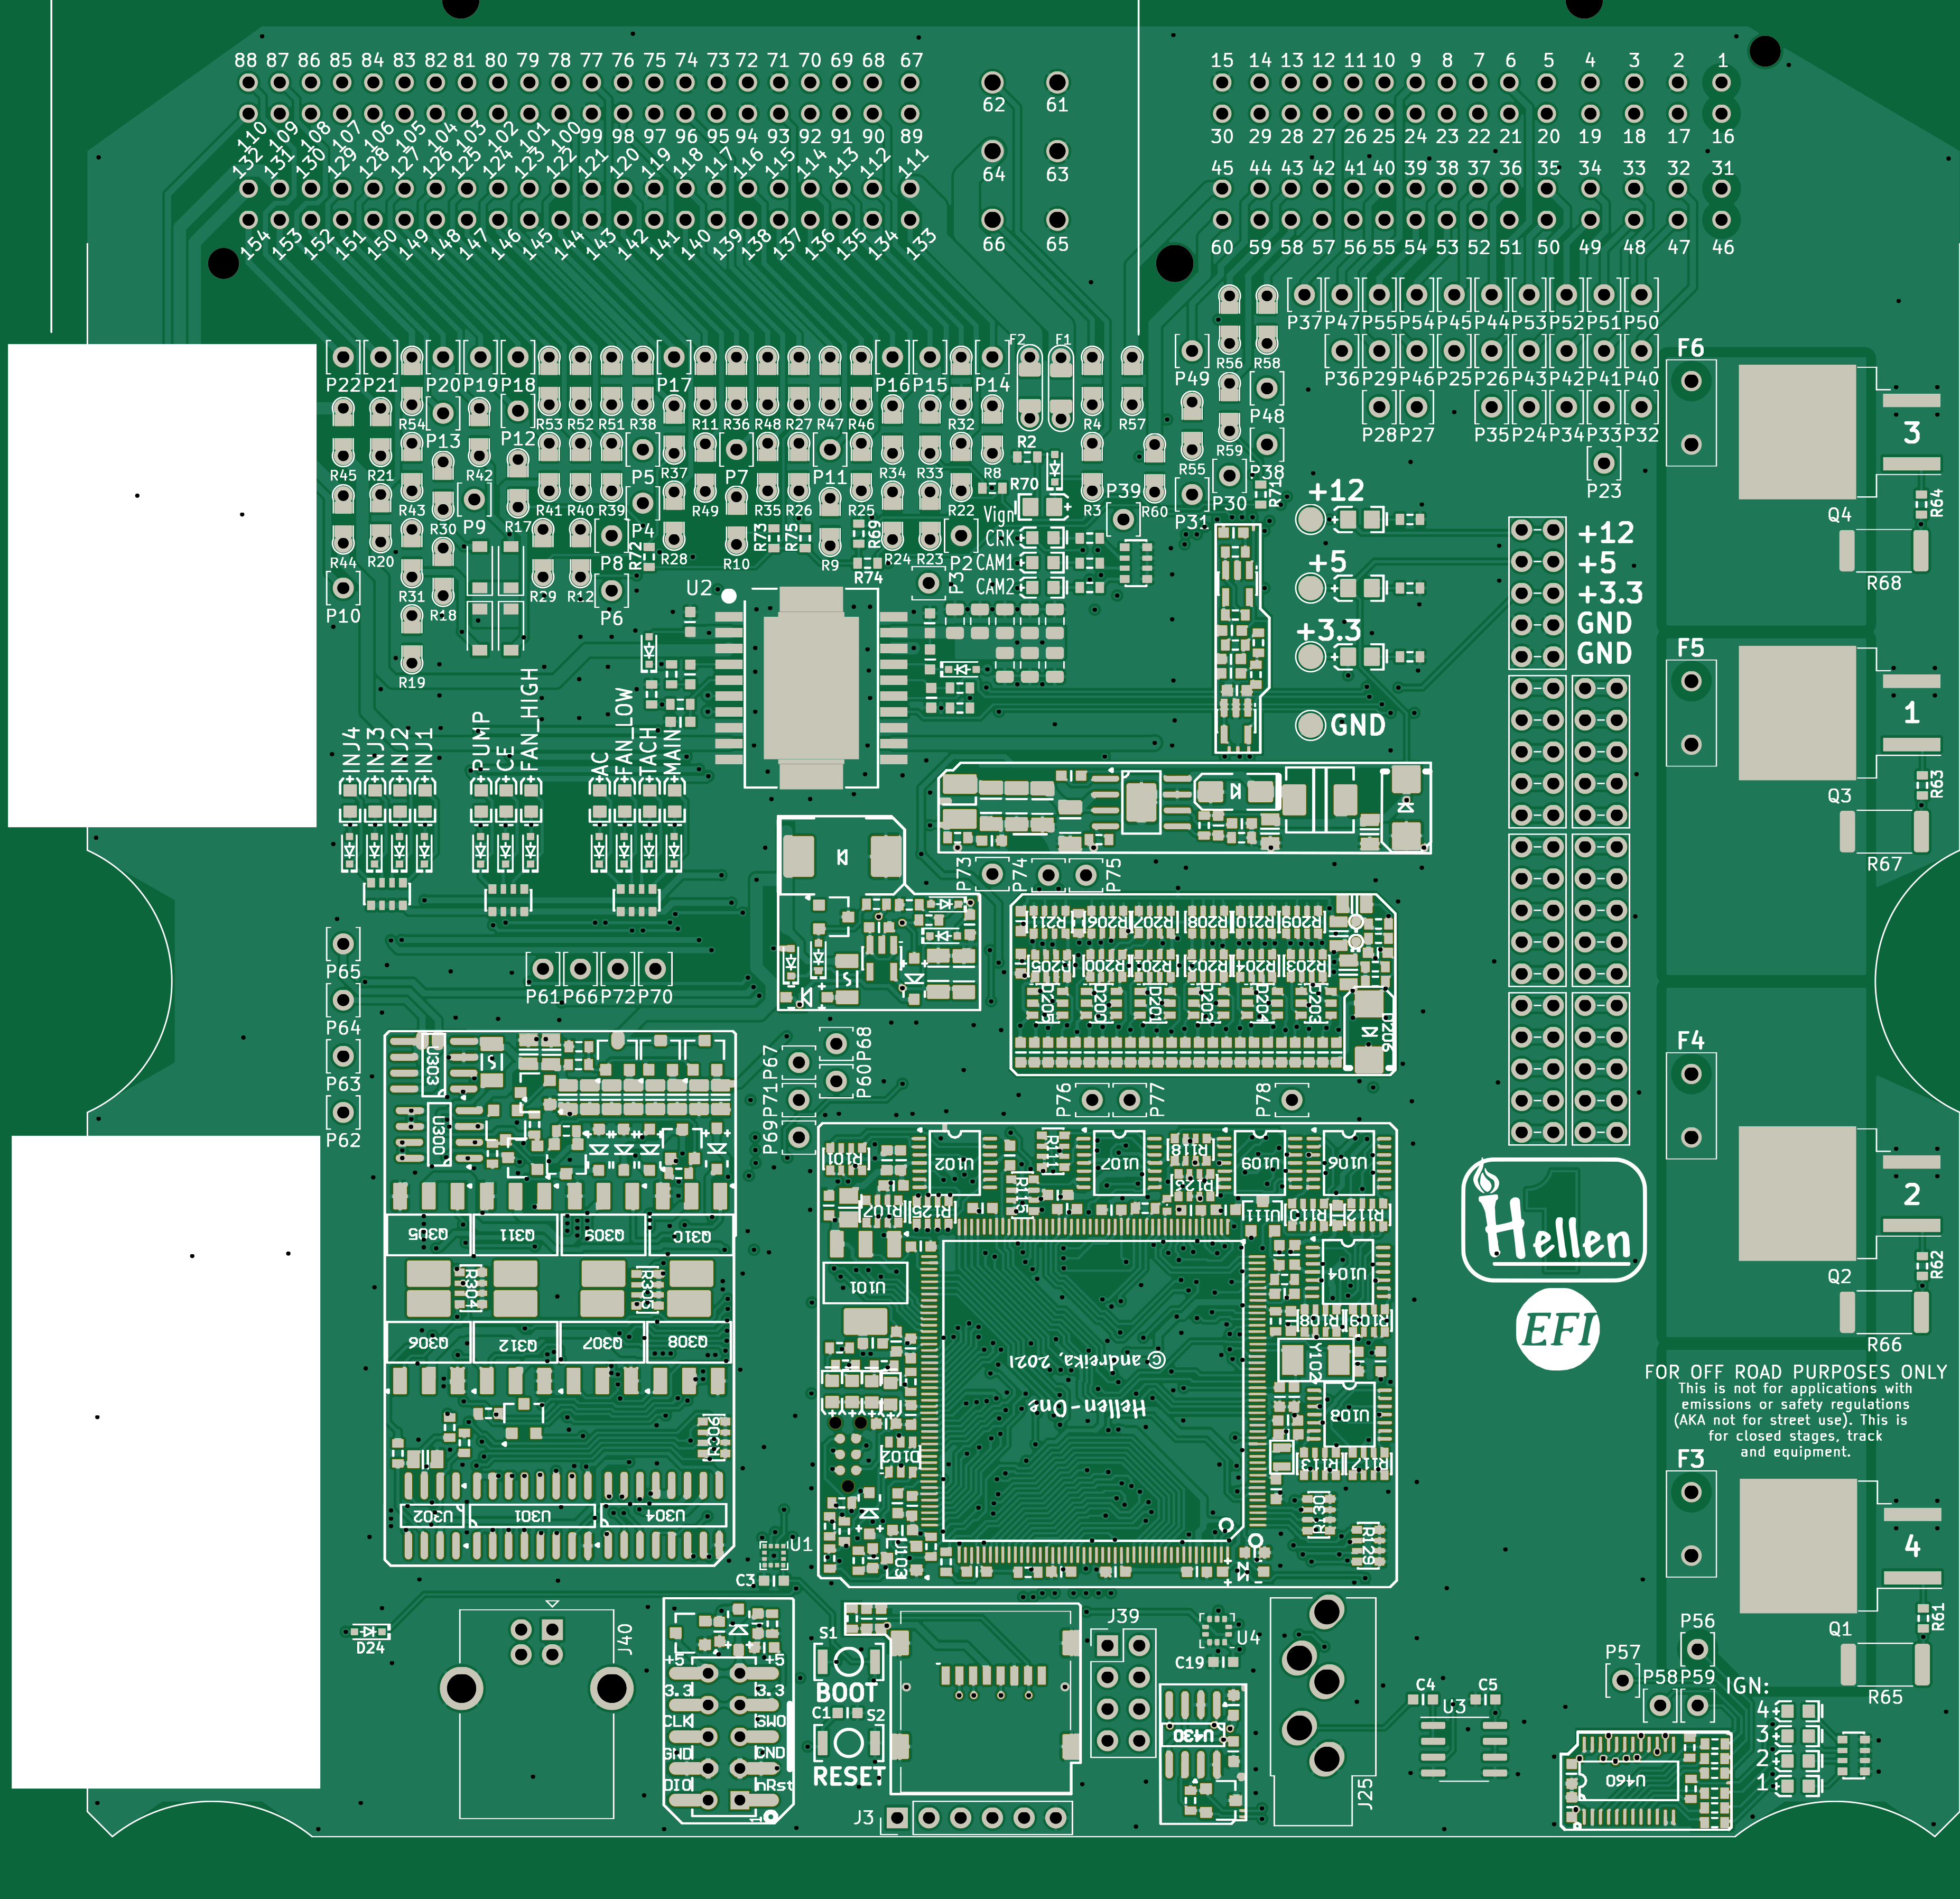 88 87 86 85 84 83 82 81 80 79 78 77 76 75 74 73 72 71 70 69 68 67
62 61
15 14 13 12 11 10 9 8 7 6 5 4 3 2 1
110 109 108 107 106 105 104 103 102 101 100 99 98 97 96 95 94 93 92 91 90 89
30 29 28 27 26 25 24 23 22 21 20 19 18 17 16
132 131 130 129 128 127 126 125 124 123 122 121 120 119 118 117 116 115 114 113 112 111
64 63
45 44 43 42 41 40 39 38 37 36 35 34 33 32 31
154 153 152 151 150 149 148 147 146 145 144 143 142 141 140 139 138 137 136 135 134 133
66 65
60 59 58 57 56 55 54 53 52 51 50 49 48 47 46
P37 P47 P55 P54 P45 P44 P53 P52 P51 P50
F2 F1
R56 R58
F6
P22 P21 P20 P19 P18 P17 P16 P15 P14
P49
P36 P29 P46 P25 P26 P43 P42 P41 P40
R54 R53 R52 R51 R38 R11 R36 R48 R27 R47 R46 R32 R4 R57
P13 P12
P48
P28 P27 P35 P24 P34 P33 P32
3
R45 R21 R42 P5 R37 P7 P11 R34 R33 R8 R2
R55 R59 P38
P23
R43 R30 P9 R17 R41 R40 R39 P4 R49 R35 R26 R25 R22 R70 R3 P39 R60 P31 P30 R71
+12
R64
Q4
Vign
CRK
CAM1
CAM2
R44 R20 P8 R72 R28 R10 R73 R75 R9 R69 R74 R24 R23 P2 P3
+5
+12
+5
+3.3
GND
GND
R68
P10 R31 R18 R29 R12 P6
U2
+3.3
F5
R19
GND
1
INJ4 INJ3 INJ2 INJ1
PUMP CE FAN_HIGH
AC FAN_LOW TACH MAIN
R63
Q3
R67
P73 P74 P75
R211 R206 R207 R208 R210 R209
R205 R200 R201 R202 R204 R203
D205 D200 D201 D202 D204 D203
D206
P65
P61 P66 P72 P70
P64
P63
P62
P67 P68
P71 P60
P69
P76 P77 P78
F4
U303
U300
R101 U102 R111 U107 R118 U109 U106
R123
R107 R125 R115 U111 R110 R112
2
Hellen
1
EFI
Q305 Q311 Q309 Q310
R304 R305
Q306 Q312 Q307 Q308
U101
U104
R108 R109
Y102
© andreika, 2021
Hellen-One
U108
D102
R113 R117
R130
R129
U103
U302 U301 U304
R62
Q2
R66
FOR OFF ROAD PURPOSES ONLY
This is not for applications with
emissions or safety regulations
(AKA not for street use). This is
for closed stages, track
and equipment.
F3
4
U1
C3
R61
Q1
R65
D24
J40
S1
J39
U4
C19
P56
P57
P58 P59
+5 +5
3.3 3.3
CLK SWO
GND GND
DIO nRst
1
BOOT
C1 S2
RESET
U430
J25
C4 C5
U3
IGN:
4
3
2
1
U460
J3